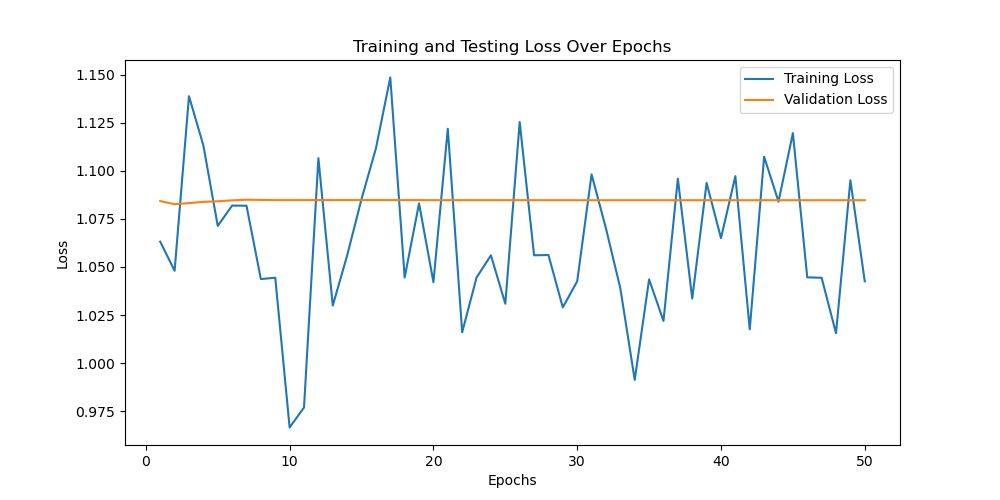 Training and Testing Loss Over Epochs
Training Loss
Validation Loss
1.150
1.125
1.100
1.075
1.050
1.025
1.000
0.975
Loss
0 10 20 30 40 50
Epochs